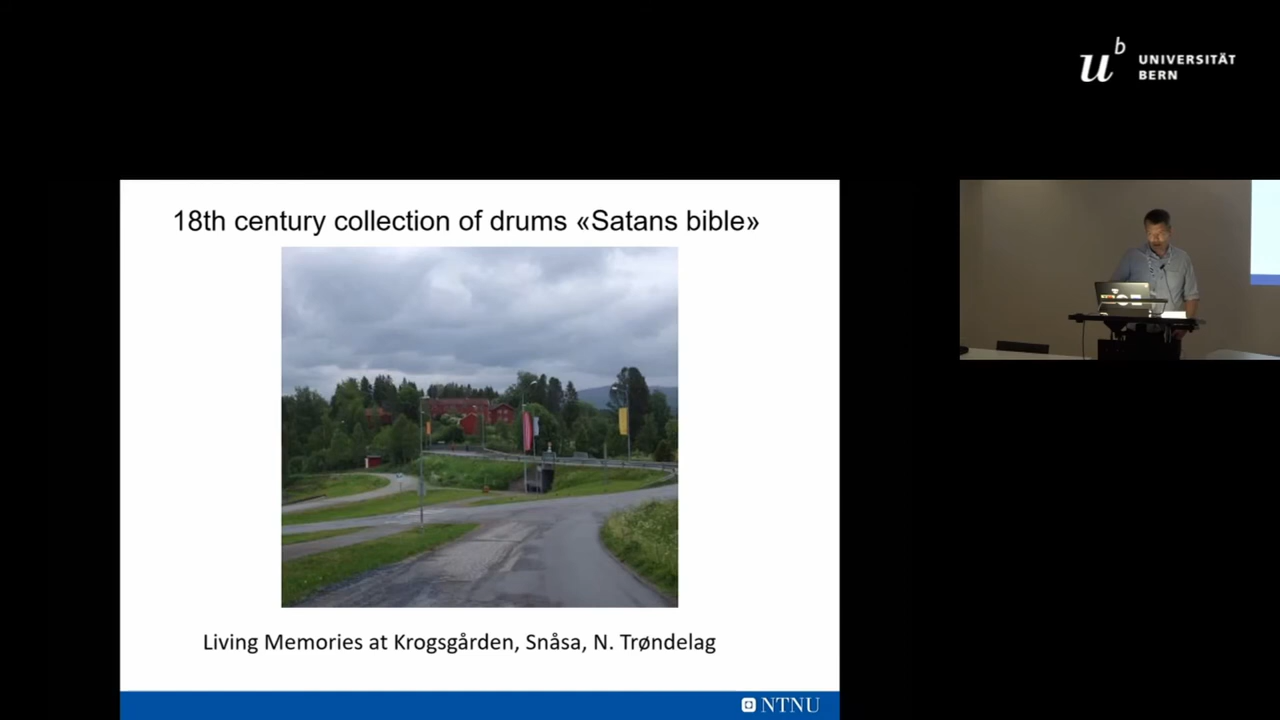 u^b
UNIVERSITÄT
BERN
18th century collection of drums «Satans bible»
Living Memories at Krogsgården, Snåsa, N. Trøndelag
NTNU